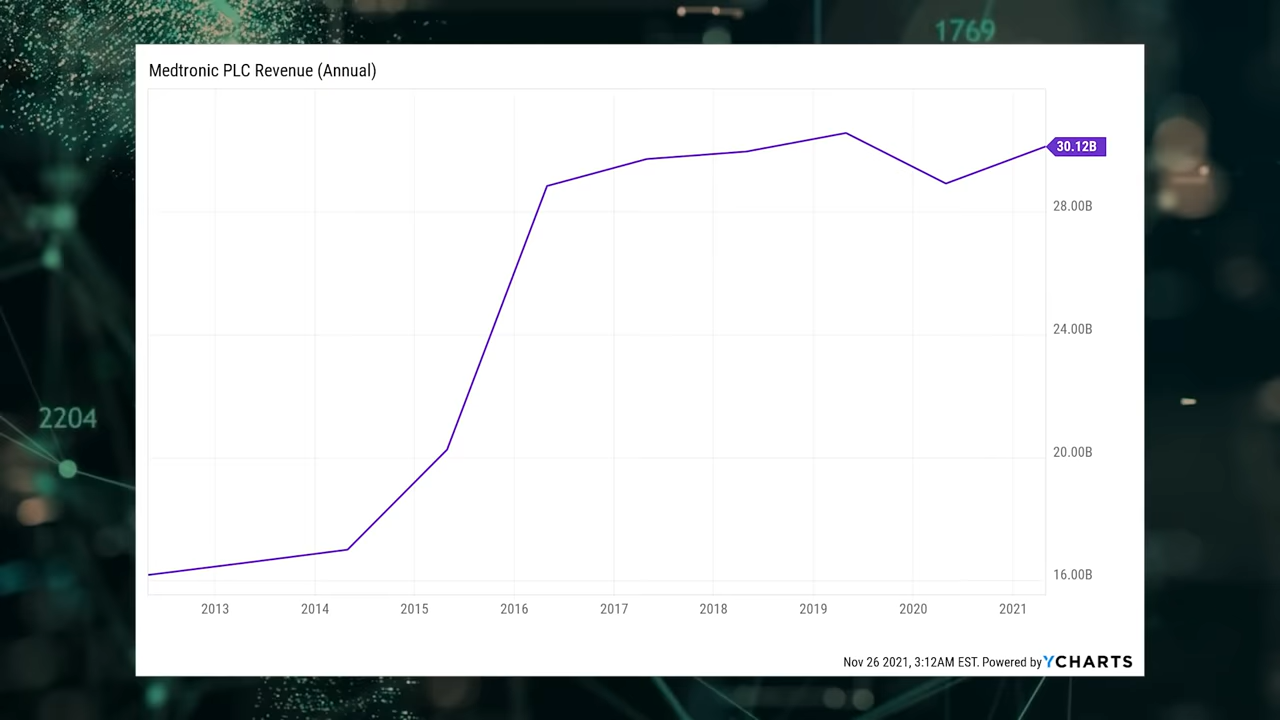 1769
Medtronic PLC Revenue (Annual)
30.12B
28.00B
24.00B
2204
20.00B
16.00B
2013 2014 2015 2016 2017 2018 2019 2020 2021
Nov 26 2021, 3:12AM EST. Powered by YCHARTS